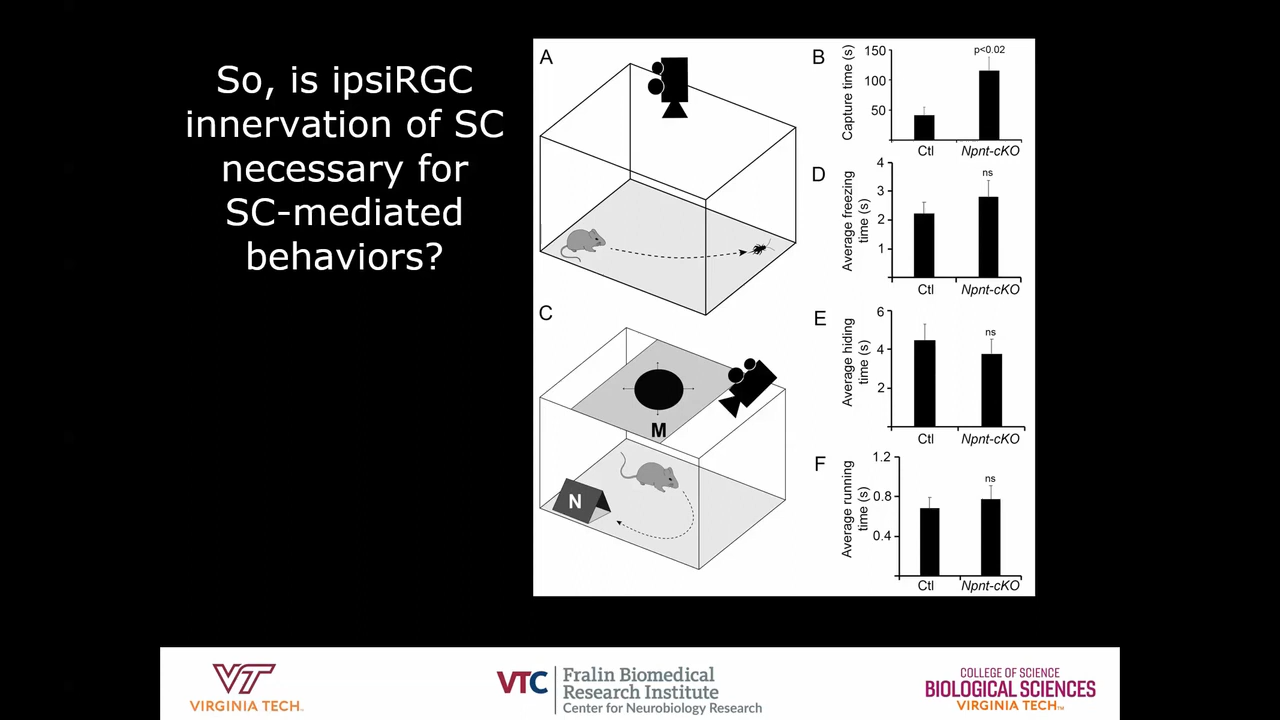 So, is ipsiRGC
innervation of SC
necessary for
SC-mediated
behaviors?
A
B
Capture time (s)
150
100
50
p<0.02
Ctl
Npnt-cKO
D
Average freezing
time (s)
4
3
2
1
ns
Ctl
Npnt-cKO
C
M
N
E
Average hiding
time (s)
6
4
2
ns
Ctl
Npnt-cKO
F
Average running
time (s)
1.2
0.8
0.4
ns
Ctl
Npnt-cKO
VT
VIRGINIA TECH
VTC
Fralin Biomedical
Research Institute
Center for Neurobiology Research
COLLEGE OF SCIENCE
BIOLOGICAL SCIENCES
VIRGINIA TECH™